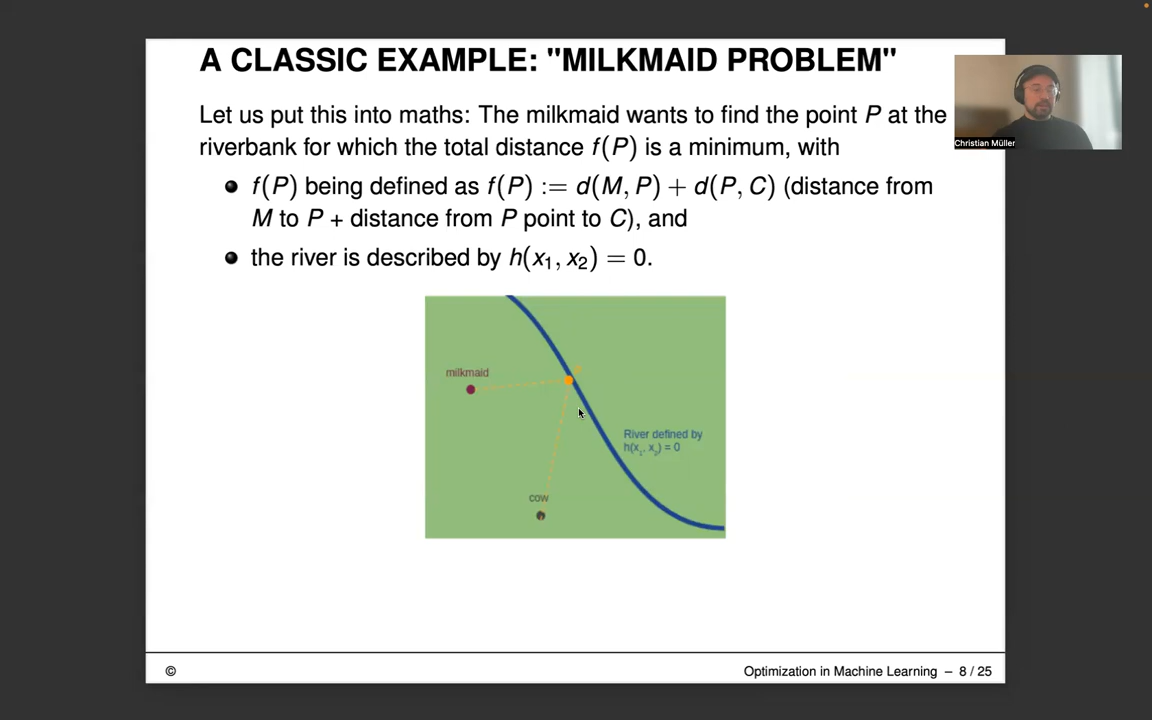 A CLASSIC EXAMPLE: "MILKMAID PROBLEM"
Let us put this into maths: The milkmaid wants to find the point P at the
riverbank for which the total distance f(P) is a minimum, with
f(P) being defined as f(P) := d(M, P) + d(P, C) (distance from
M to P + distance from P point to C), and
the river is described by h(x₁, x₂) = 0.
Christian Müller
P
milkmaid
River defined by
h(x₁, x₂) = 0
cow
© Optimization in Machine Learning – 8 / 25